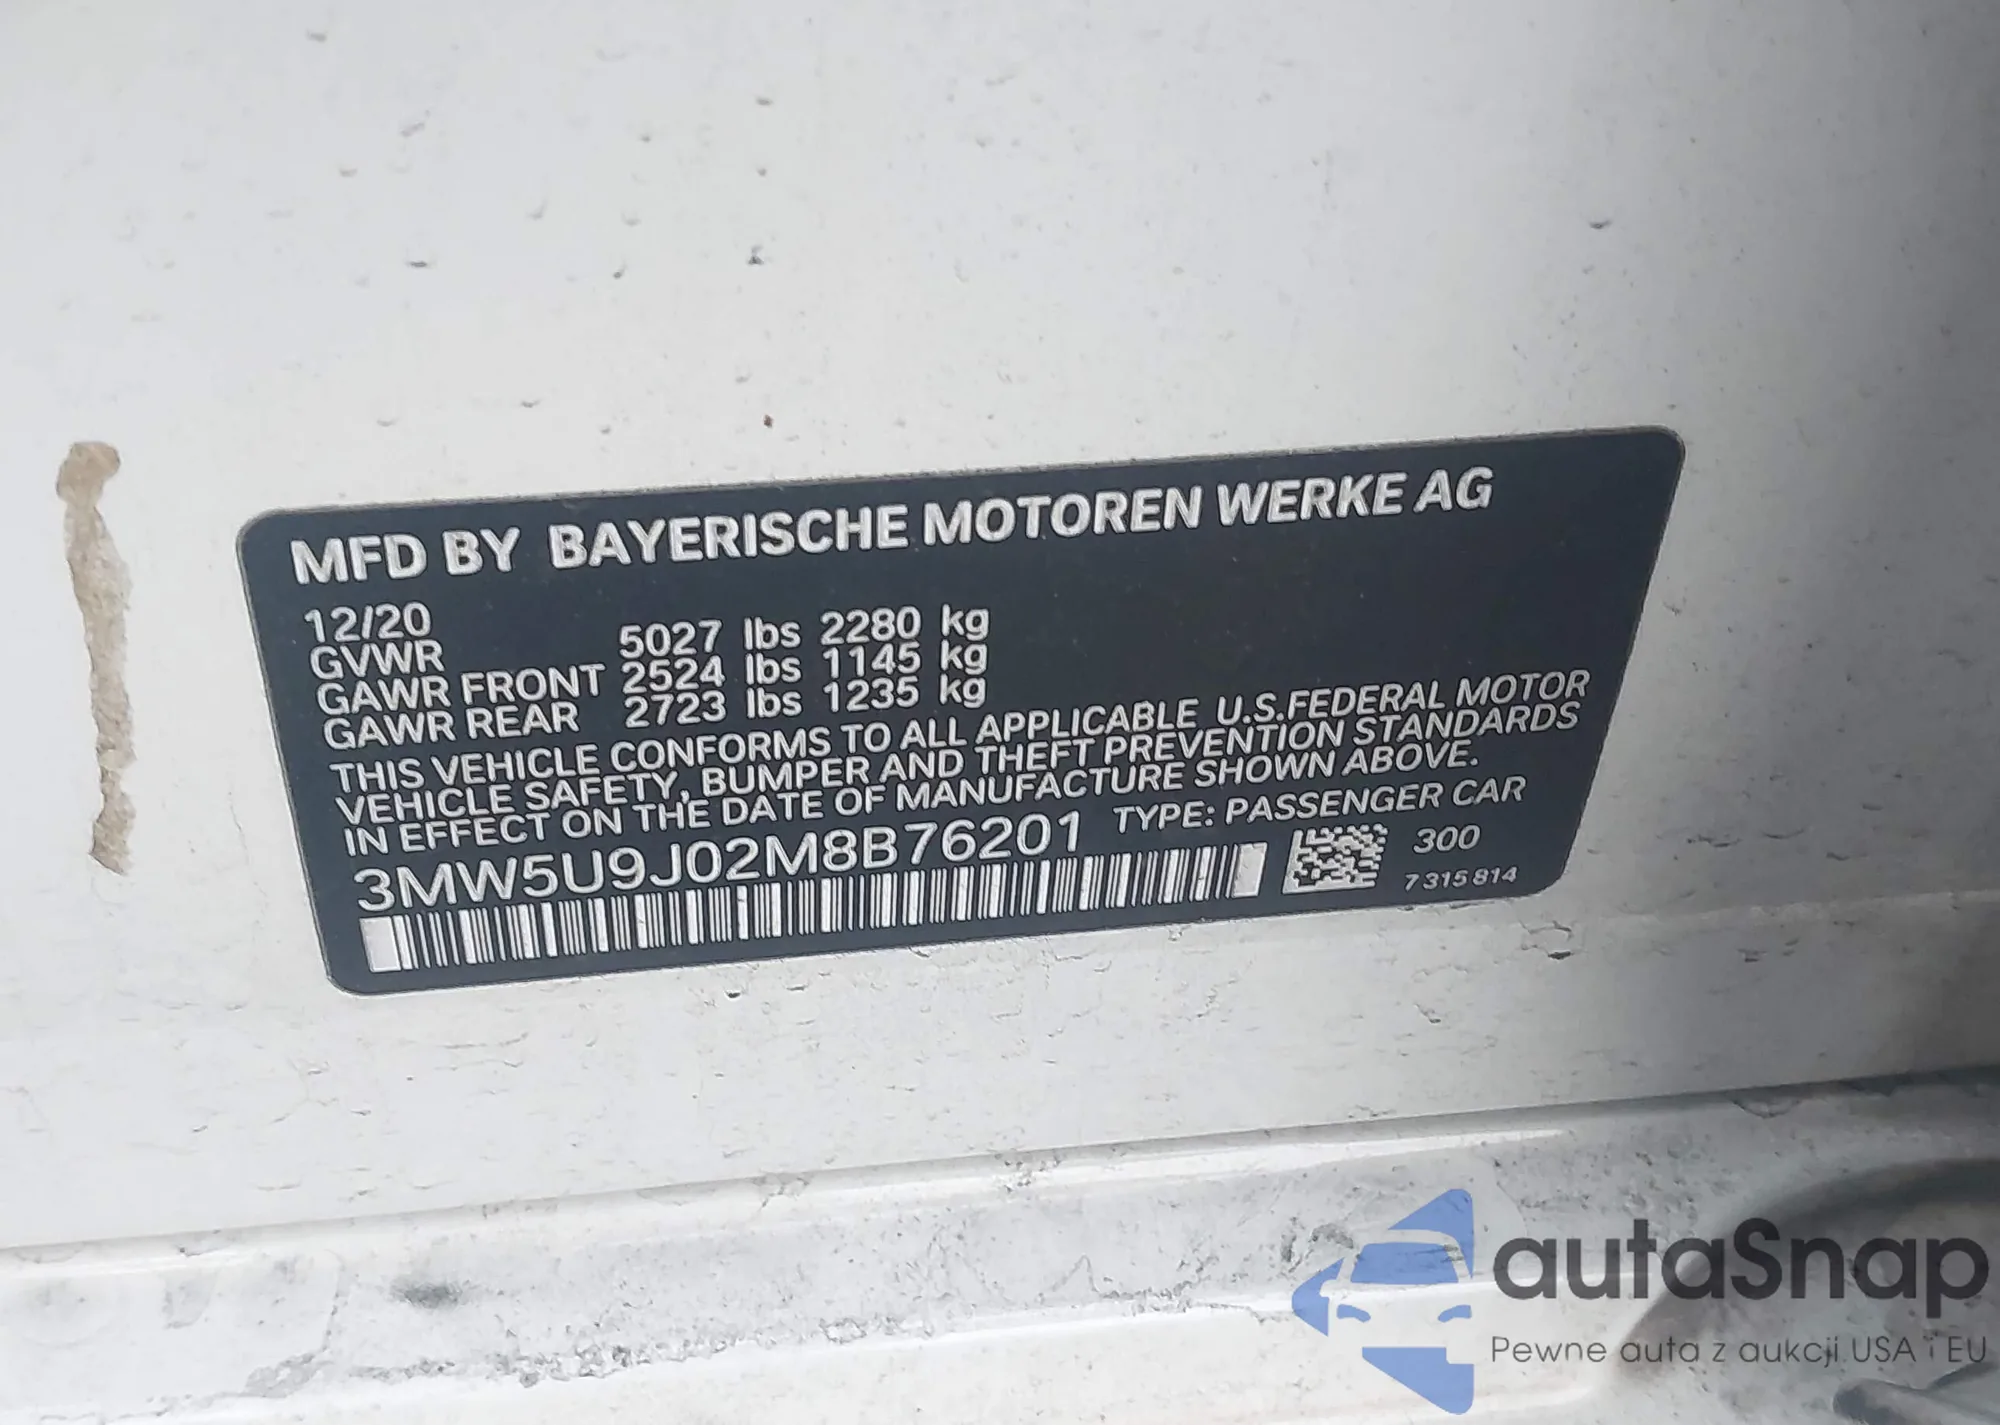 MFD BY BAYERISCHE MOTOREN WERKE AG
12/20
GVWR 5027 lbs 2280 kg
GAWR FRONT 2524 lbs 1145 kg
GAWR REAR 2723 lbs 1235 kg
THIS VEHICLE CONFORMS TO ALL APPLICABLE U.S.FEDERAL MOTOR
VEHICLE SAFETY, BUMPER AND THEFT PREVENTION STANDARDS
IN EFFECT ON THE DATE OF MANUFACTURE SHOWN ABOVE.
3MW5U9J02M8B76201 TYPE: PASSENGER CAR
300
7315814
autaSnap
Pewne auta z aukcji USA i EU